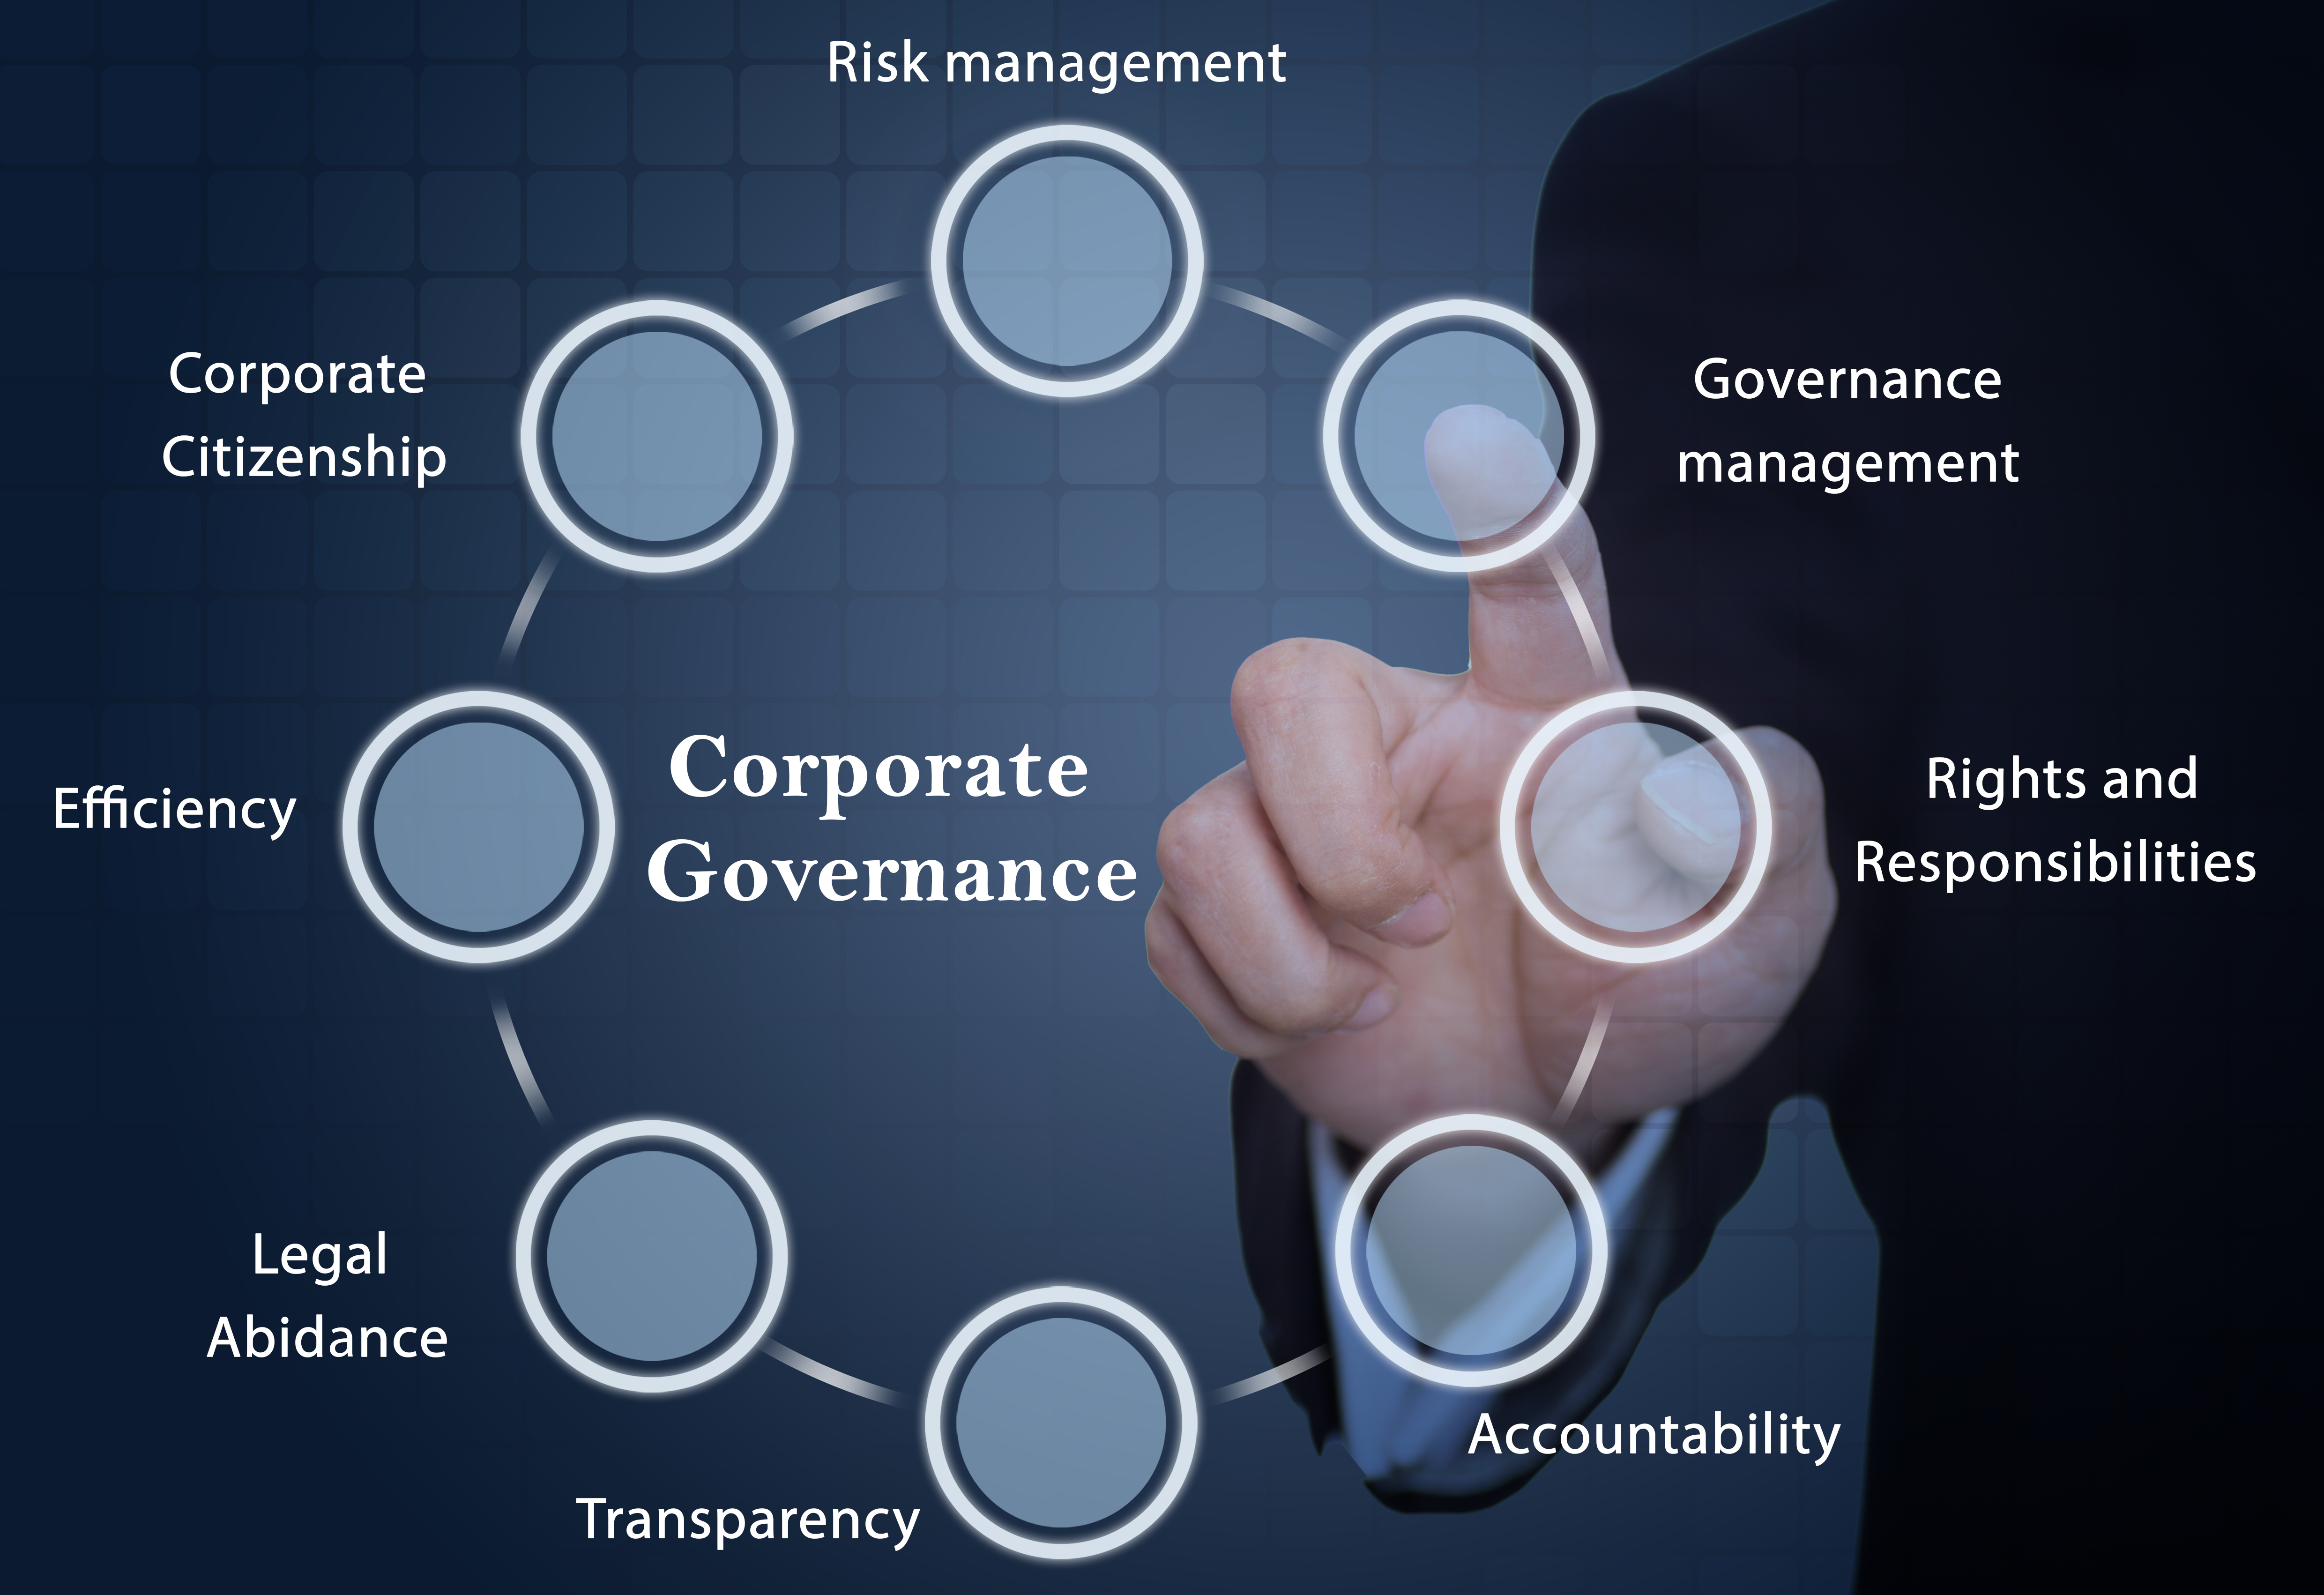 Risk management
Corporate
Citizenship
Governance
management
Efficiency
Corporate
Governance
Rights and
Responsibilities
Legal
Abidance
Accountability
Transparency